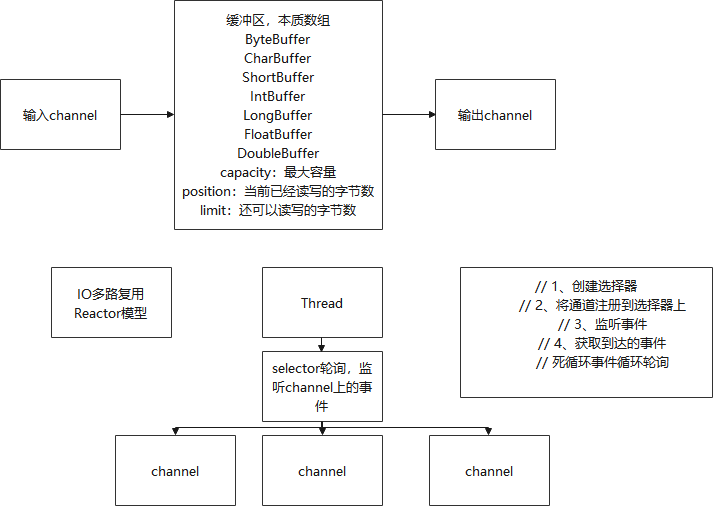 缓冲区，本质数组
ByteBuffer
CharBuffer
ShortBuffer
IntBuffer
LongBuffer
FloatBuffer
DoubleBuffer
capacity：最大容量
position：当前已经读写的字节数
limit：还可以读写的字节数
输入channel
输出channel
IO多路复用
Reactor模型
Thread
selector轮询，监
听channel上的事
件
// 1、创建选择器
// 2、将通道注册到选择器上
// 3、监听事件
// 4、获取到达的事件
// 死循环事件循环轮询
channel
channel
channel